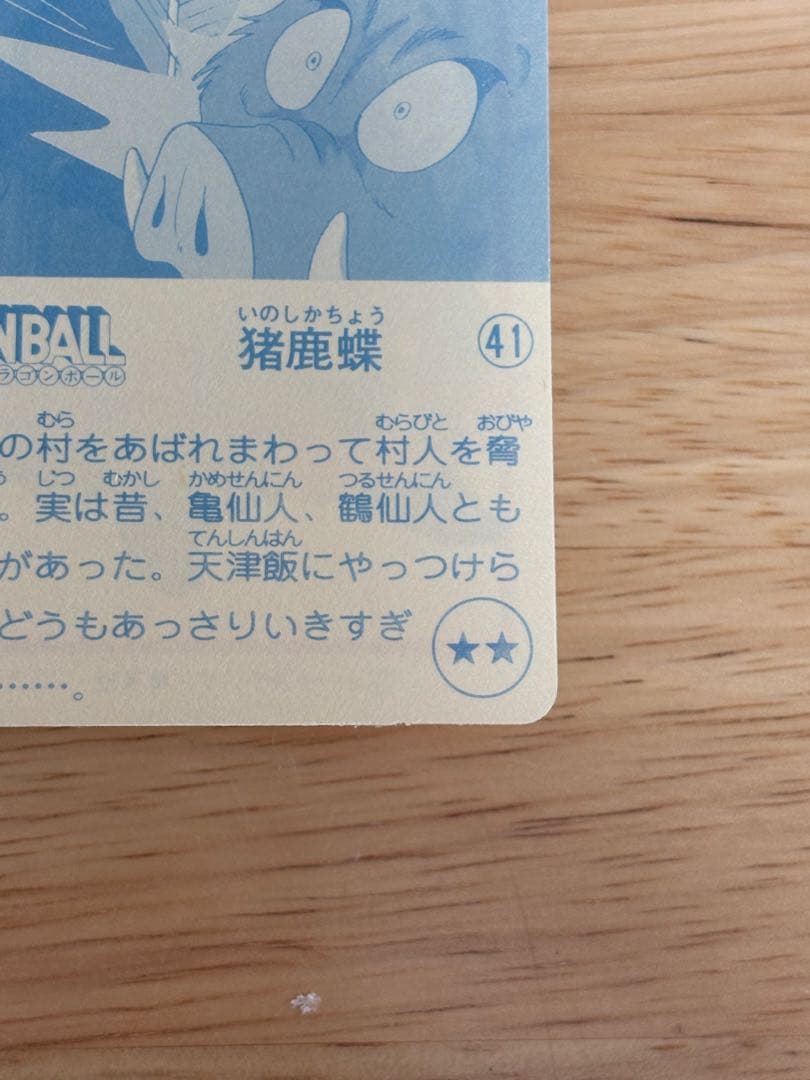 NBALL
ラゴンボール
いのしかちょう
猪鹿蝶
41
むら むらびと おびや
の村をあばれまわって村人を脅
じつ むかし かめせんにん つるせんにん
。実は昔、亀仙人、鶴仙人とも
てんしんはん
があった。天津飯にやっつけら
どうもあっさりいきすぎ
★★
……。